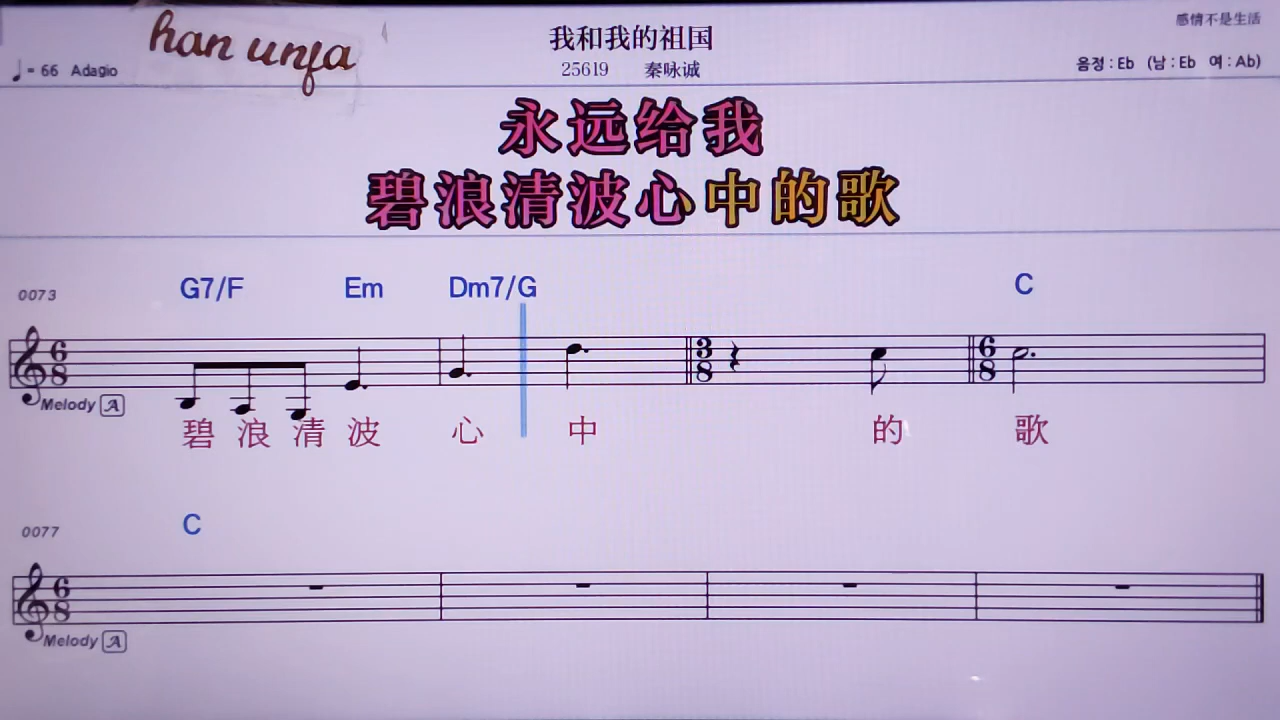 han unfa
感情不是生活
我和我的祖国
♩= 66 Adagio
25619 秦咏诚
음정 : Eb (남 : Eb 여 : Ab)
永远给我
碧浪清波心中的歌
0073 G7/F Em Dm7/G C
6/8 3/8 6/8
Melody A
碧 浪 清 波 心 中 的 歌
0077 C
6/8
Melody A